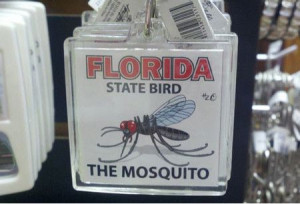 FLORIDA
STATE BIRD
THE MOSQUITO